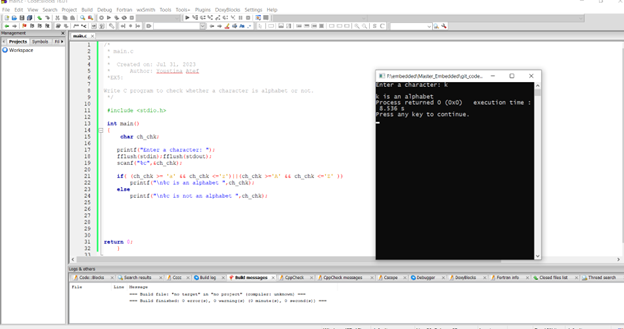 main.c - Code::Blocks 16.01
File Edit View Search Project Build Debug Fortran wxSmith Tools Tools+ Plugins DoxyBlocks Settings Help
Management
Projects Symbols
Workspace
main.c
1 /*
2 * main.c
3 *
4 * Created on: Jul 31, 2023
5 * Author:
6 *EX5:
7
8 Write C program to check whether a character is alphabet or not.
9 */
10
11 #include <stdio.h>
12
13 int main()
14 {
15 char ch_chk;
16
17 printf("Enter a character: ");
18 fflush(stdin);fflush(stdout);
19 scanf("%c",&ch_chk);
20
21 if( (ch_chk >= 'a' && ch_chk <='z')||(ch_chk >='A' && ch_chk <='Z' ))
22 printf("\n%c is an alphabet ",ch_chk);
23 else
24 printf("\n%c is not an alphabet ",ch_chk);
25
26
27
28
29
30
31 return 0;
32 }
33
F:\embedded\Master_Embedded\git_code...
Enter a character: k
k is an alphabet
Process returned 0 (0x0) execution time :
8.536 s
Press any key to continue.
Logs & others
Code::Blocks Search results Cccc Build log Build messages CppCheck CppCheck messages Cscope Debugger DoxyBlocks Fortran info Closed files list Thread search
File Line Message
=== Build file: "no target" in "no project" (compiler: unknown) ===
=== Build finished: 0 error(s), 0 warning(s) (0 minute(s), 0 second(s)) ===